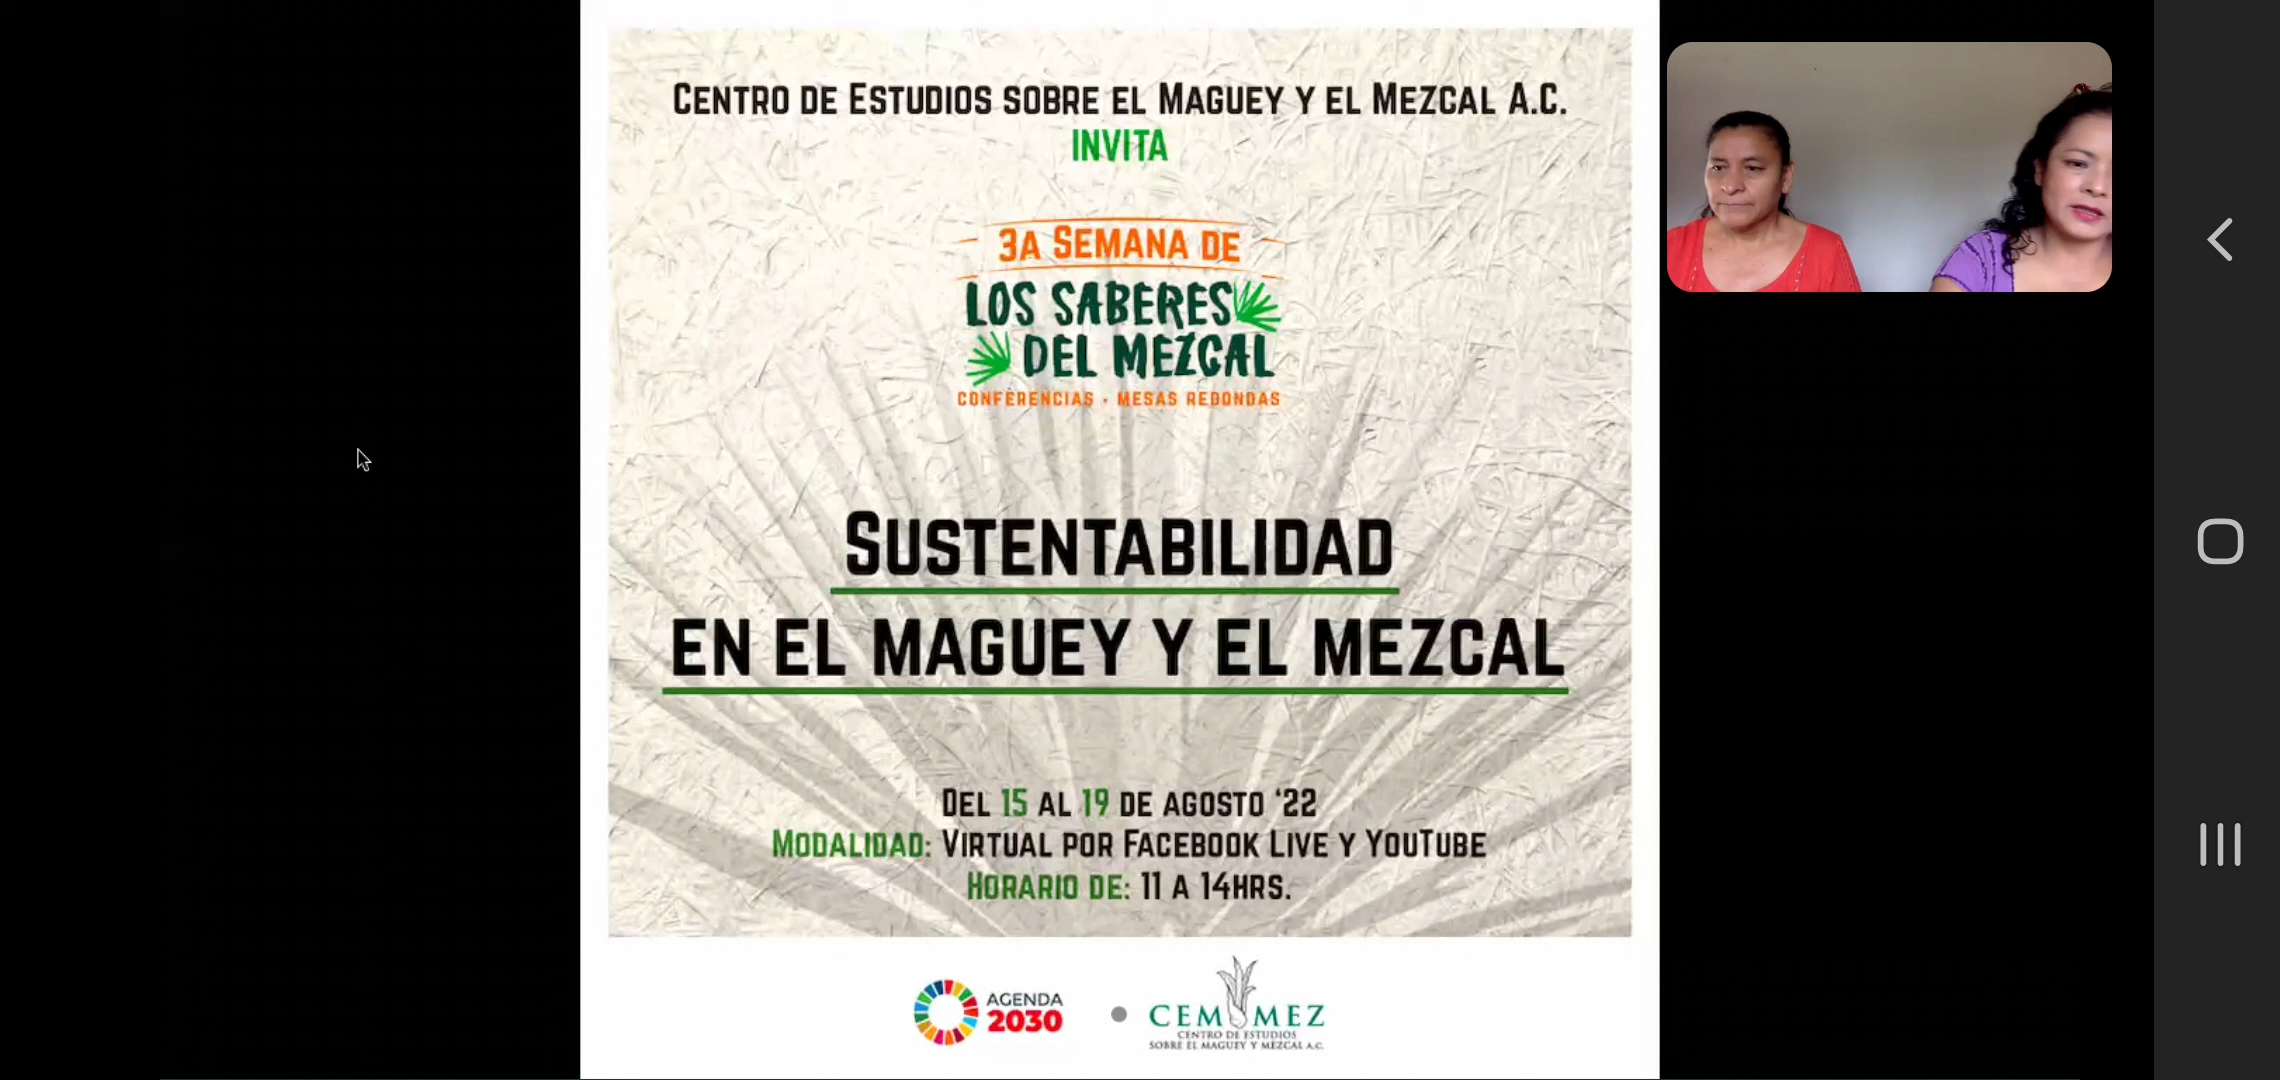 CENTRO DE ESTUDIOS SOBRE EL MAGUEY Y EL MEZCAL A.C.
INVITA
3A SEMANA DE
LOS SABERES
DEL MEZCAL
CONFERENCIAS · MESAS REDONDAS
SUSTENTABILIDAD
EN EL MAGUEY Y EL MEZCAL
DEL 15 AL 19 DE AGOSTO ‘22
MODALIDAD: VIRTUAL POR FACEBOOK LIVE Y YOUTUBE
HORARIO DE: 11 A 14HRS.
AGENDA
2030
CEMMEZ
CENTRO DE ESTUDIOS
SOBRE EL MAGUEY Y MEZCAL A.C.